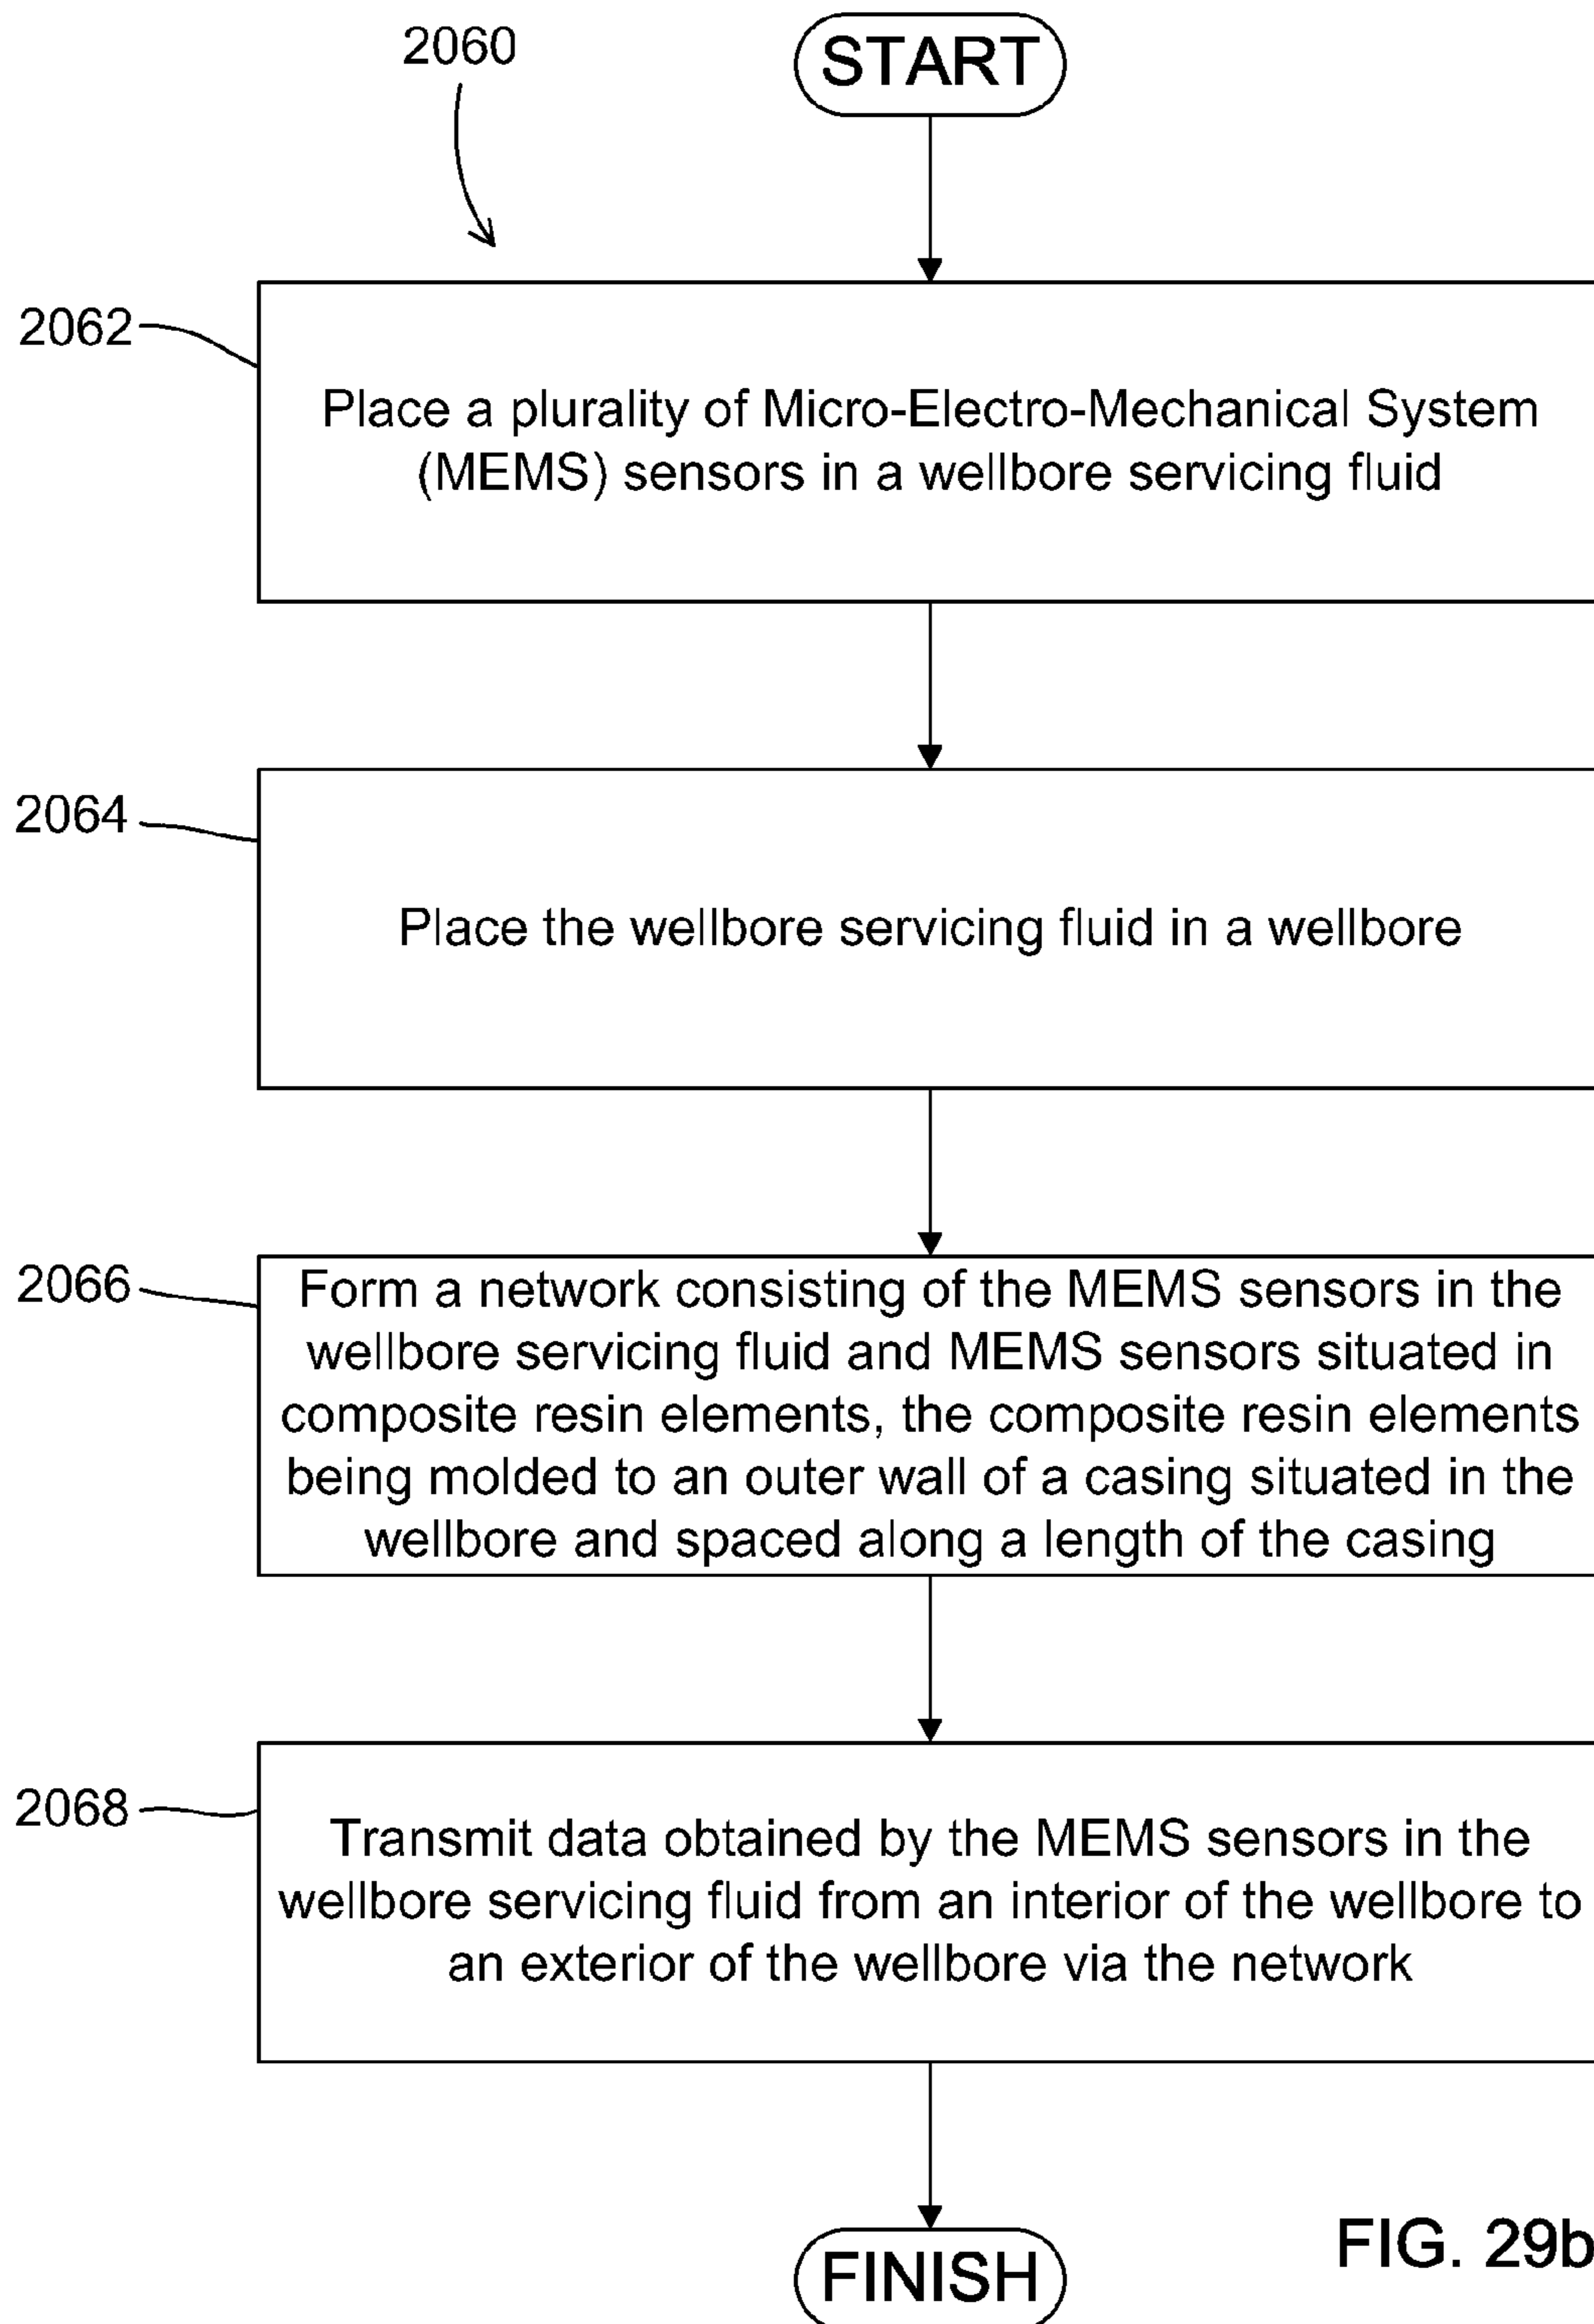 2060
START
2062
Place a plurality of Micro-Electro-Mechanical System
(MEMS) sensors in a wellbore servicing fluid
2064
Place the wellbore servicing fluid in a wellbore
2066
Form a network consisting of the MEMS sensors in the
wellbore servicing fluid and MEMS sensors situated in
composite resin elements, the composite resin elements
being molded to an outer wall of a casing situated in the
wellbore and spaced along a length of the casing
2068
Transmit data obtained by the MEMS sensors in the
wellbore servicing fluid from an interior of the wellbore to
an exterior of the wellbore via the network
FINISH
FIG. 29b